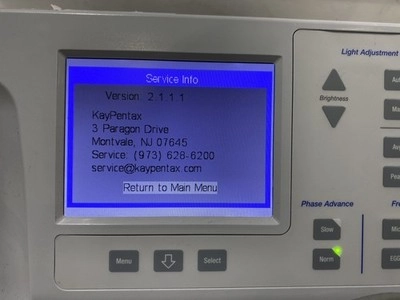 Service Info
Version: 2.1.1.1
KayPentax
3 Paragon Drive
Montvale, NJ 07645
Service: (973) 628-6200
service@kaypentax.com
Return to Main Menu
Light Adjustment
Brightness
Phase Advance
Slow
Norm
Menu
Select
EGG